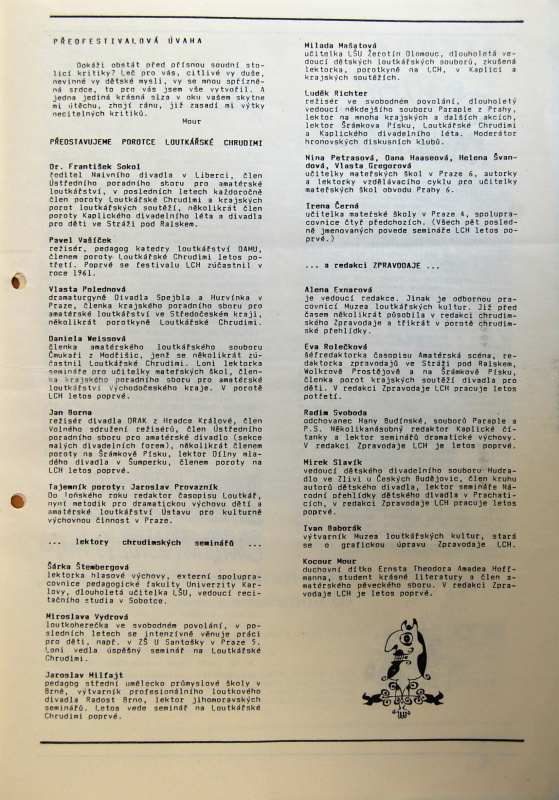 PŘEDFESTIVALOVÁ ÚVAHA
Dokáži obstát před přísnou soudní sto-
licí kritiky? Leč pro vás, citlivé vy duše,
nevinné vy dětské mysli, vy se mnou spřízně-
ná srdce, to pro vás jsem vše vytvořil. A
jedna jediná krásná slza v oku vašem skytne
mi útěchu, zhojí ránu, již zasadí mi výtky
necitelných kritiků.
Mour
PŘEDSTAVUJEME POROTCE LOUTKÁŘSKÉ CHRUDIMI
Dr. František Sokol
ředitel Naivního divadla v Liberci, člen
Ústředního poradního sboru pro amatérské
loutkářství, v posledních letech každoročně
člen poroty Loutkářské Chrudimi a krajských
porot loutkářských soutěží, několikrát člen
poroty Kaplického divadelního léta a divadla
pro děti ve Stráži pod Ralskem.
Pavel Vašíček
režisér, pedagog katedry loutkářství DAMU,
členem poroty Loutkářské Chrudimi letos po-
třetí. Poprvé se festivalu LCH zúčastnil v
roce 1961.
Vlasta Polednová
dramaturgyně Divadla Spejbla a Hurvínka v
Praze, členka krajského poradního sboru pro
amatérské loutkářství ve Středočeském kraji,
několikrát porotkyně Loutkářské Chrudimi.
Daniela Weissová
členka amatérského loutkářského souboru
Čmukaři z Modřišic, jenž se několikrát zú-
častnil Loutkářské Chrudimi. Loni lektorka
semináře pro učitelky mateřských škol, člen-
ka krajského poradního sboru pro amatérské
loutkářství Východočeského kraje. V porotě
LCH letos poprvé.
Jan Borna
režisér divadla DRAK z Hradce Králové, člen
Volného sdružení režisérů, člen Ústředního
poradního sboru pro amatérské divadlo (sekce
malých divadelních forem), několikrát členem
poroty na Šrámkově Písku, lektor Dílny mla-
dého divadla v Šumperku, členem poroty na
LCH letos poprvé.
Tajemník poroty: Jaroslav Provazník
Do loňského roku redaktor časopisu Loutkář,
nyní metodik pro dramatickou výchovu dětí a
amatérské loutkářství Ústavu pro kulturně
výchovnou činnost v Praze.
... lektory chrudimských seminářů ...
Šárka Štembergová
lektorka hlasové výchovy, externí spolupra-
covnice pedagogické fakulty Univerzity Kar-
lovy, dlouholetá učitelka LŠU, vedoucí reci-
tačního studia v Sobotce.
Miroslava Vydrová
loutkoherečka ve svobodném povolání, v po-
sledních letech se intenzívně věnuje práci
pro děti, např. v ZŠ U Santošky v Praze 5.
Loni vedla úspěšný seminář na Loutkářské
Chrudimi.
Jaroslav Milfajt
pedagog střední umělecko průmyslové školy v
Brně, výtvarník profesionálního loutkového
divadla Radost Brno, lektor jihomoravských
seminářů. Letos vede seminář na Loutkářské
Chrudimi poprvé.
Milada Mašatová
učitelka LŠU Žerotín Olomouc, dlouholetá ve-
doucí dětských loutkářských souborů, zkušená
lektorka, porotkyně na LCH, v Kaplici a
krajských soutěžích.
Luděk Richter
režisér ve svobodném povolání, dlouholetý
vedoucí někdejšího souboru Paraple z Prahy,
lektor na mnoha krajských a dalších akcích,
lektor Šrámkova Písku, Loutkářské Chrudimi
a Kaplického divadelního léta. Moderátor
hronovských diskusních klubů.
Nina Petrasová, Dana Haaseová, Helena Švan-
dová, Vlasta Gregorová
učitelky mateřských škol v Praze 6, autorky
a lektorky vzdělávacího cyklu pro učitelky
mateřských škol obvodu Prahy 6.
Irena Černá
učitelka mateřské školy v Praze 4, spolupra-
covnice čtyř předchozích. (Všech pět posled-
ně jmenovaných povede semináře LCH letos po-
prvé.)
... a redakci ZPRAVODAJE ...
Alena Exnarová
je vedoucí redakce. Jinak je odbornou pra-
covnicí Muzea loutkářských kultur. Již před
časem několikrát působila v redakci chrudim-
ského Zpravodaje a třikrát v porotě chrudim-
ské přehlídky.
Eva Rolečková
šéfredaktorka časopisu Amatérská scéna, re-
daktorka zpravodajů ve Stráži pod Ralskem,
Wolkrově Prostějově a na Šrámkově Písku,
členka porot krajských soutěží divadla pro
děti. V redakci Zpravodaje LCH pracuje letos
potřetí.
Radim Svoboda
odchovanec Hany Budínské, souborů Paraple a
P.S. Několikanásobný redaktor Kaplické čí-
tanky a lektor seminářů dramatické výchovy.
V redakci Zpravodaje LCH je letos poprvé.
Mirek Slavík
vedoucí dětského divadelního souboru Hudra-
dlo ve Zlivi u Českých Budějovic, člen kruhu
autorů dětského divadla, lektor semináře Ná-
rodní přehlídky dětského divadla v Prachati-
cích, v redakci Zpravodaje LCH pracuje letos
poprvé.
Ivan Baborák
výtvarník Muzea loutkářských kultur, stará
se o grafickou úpravu Zpravodaje LCH.
Kocour Mour
duchovní dítko Ernsta Theodora Amadea Hoff-
manna, student krásné literatury a člen a-
matérského pěveckého sboru. V redakci Zpra-
vodaje LCH je letos poprvé.